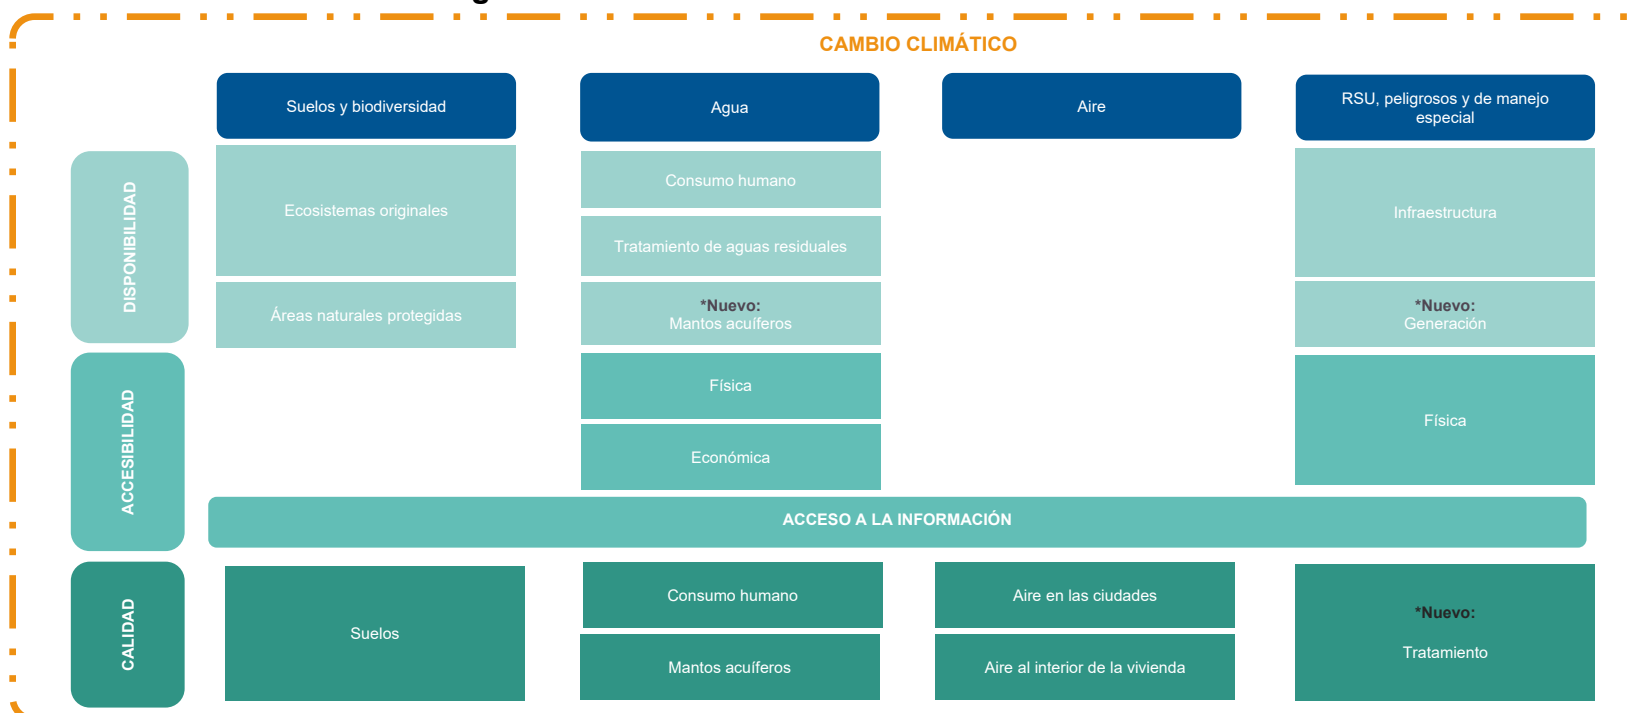 CAMBIO CLIMÁTICO
Suelos y biodiversidad
Agua
Aire
RSU, peligrosos y de manejo
especial
DISPONIBILIDAD
Ecosistemas originales
Áreas naturales protegidas
Consumo humano
Tratamiento de aguas residuales
*Nuevo:
Mantos acuíferos
Infraestructura
*Nuevo:
Generación
ACCESIBILIDAD
Física
Económica
Física
ACCESO A LA INFORMACIÓN
CALIDAD
Suelos
Consumo humano
Mantos acuíferos
Aire en las ciudades
Aire al interior de la vivienda
*Nuevo:
Tratamiento